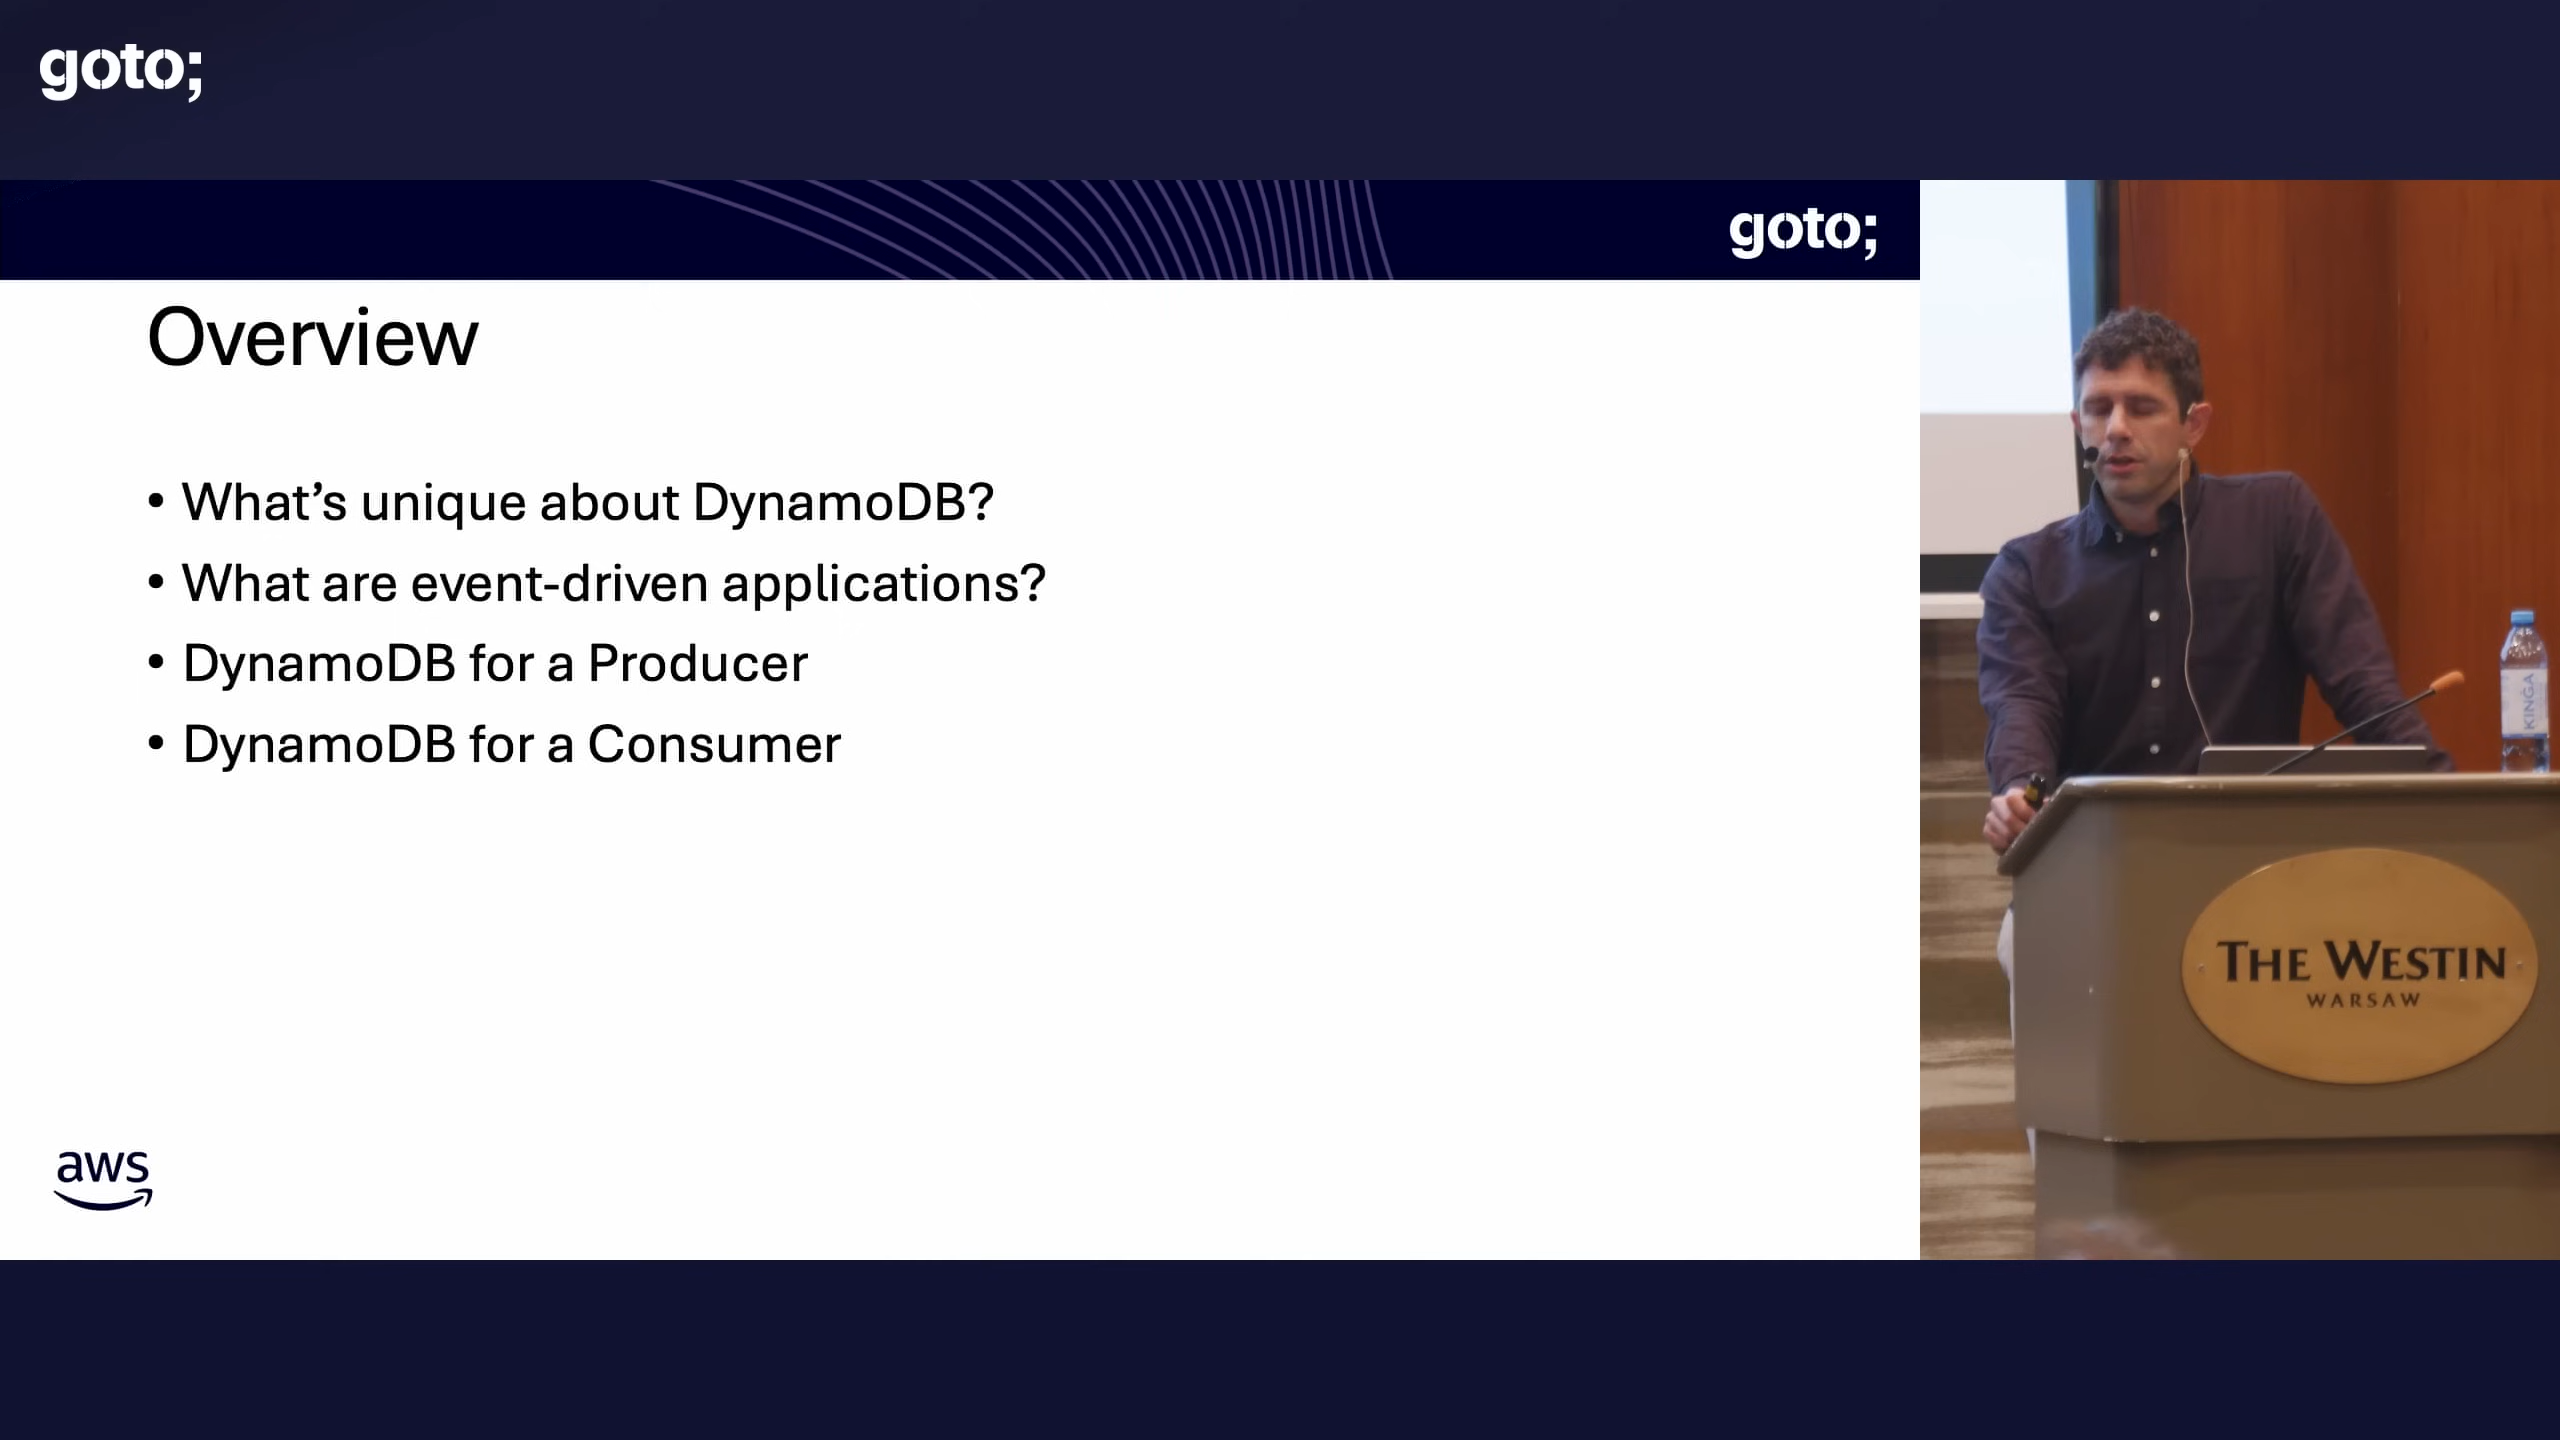 goto;
goto;
Overview
• What's unique about DynamoDB?
• What are event-driven applications?
• DynamoDB for a Producer
• DynamoDB for a Consumer
aws
KINGA
THE WESTIN
WARSAW